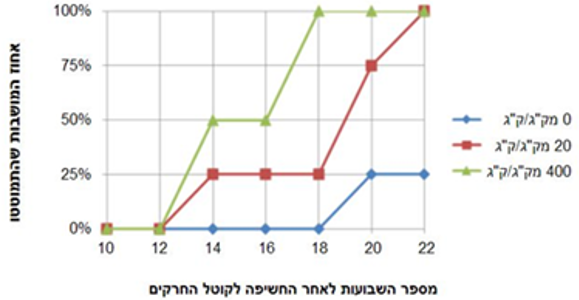 אחוז המושבות שהתמוטטו
100%
75%
50%
25%
0%
10 12 14 16 18 20 22
מספר השבועות לאחר החשיפה לקוטל החרקים
0 מק"ג/ק"ג
20 מק"ג/ק"ג
400 מק"ג/ק"ג